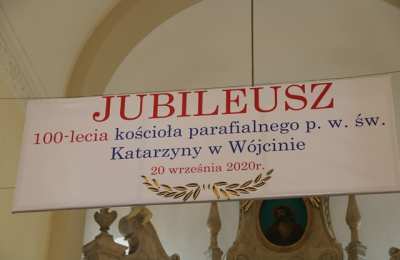 JUBILEUSZ
100-lecia kościoła parafialnego p. w. św.
Katarzyny w Wójcinie
20 września 2020r.